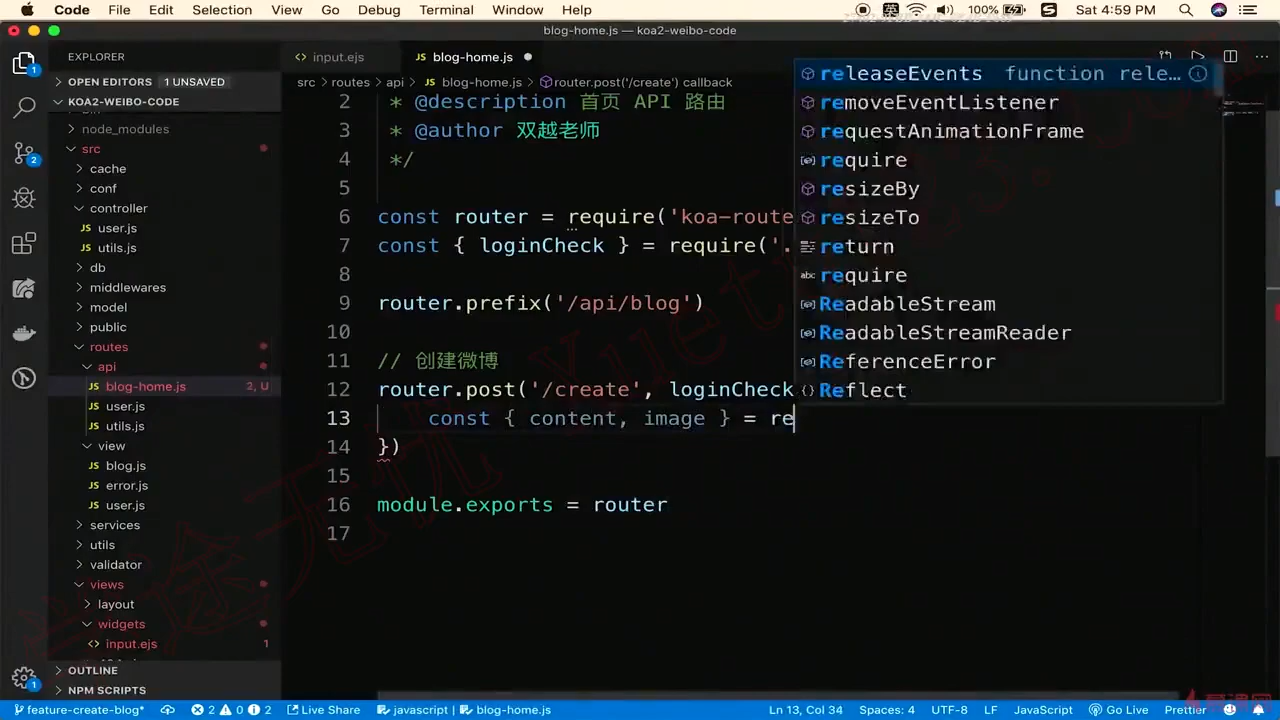 Code File Edit Selection View Go Debug Terminal Window Help 100% Sat 4:59 PM
blog-home.js — koa2-weibo-code
EXPLORER
OPEN EDITORS 1 UNSAVED
KOA2-WEIBO-CODE
node_modules
src
cache
conf
controller
user.js
utils.js
db
middlewares
model
public
routes
api
blog-home.js 2, U
user.js
utils.js
view
blog.js
error.js
user.js
services
utils
validator
views
layout
widgets
input.ejs 1
OUTLINE
NPM SCRIPTS
input.ejs
JS blog-home.js
src > routes > api > JS blog-home.js > router.post('/create') callback
2 * @description 首页 API 路由
3 * @author 双越老师
4 */
5
6 const router = require('koa-route
7 const { loginCheck } = require('.
8
9 router.prefix('/api/blog')
10
11 // 创建微博
12 router.post('/create', loginCheck
13 const { content, image } = re
14 })
15
16 module.exports = router
17
releaseEvents function rele…
removeEventListener
requestAnimationFrame
require
resizeBy
resizeTo
return
abc require
ReadableStream
ReadableStreamReader
ReferenceError
Reflect
feature-create-blog* 2 0 2 Live Share javascript | blog-home.js Ln 13, Col 34 Spaces: 4 UTF-8 LF JavaScript Go Live Prettier